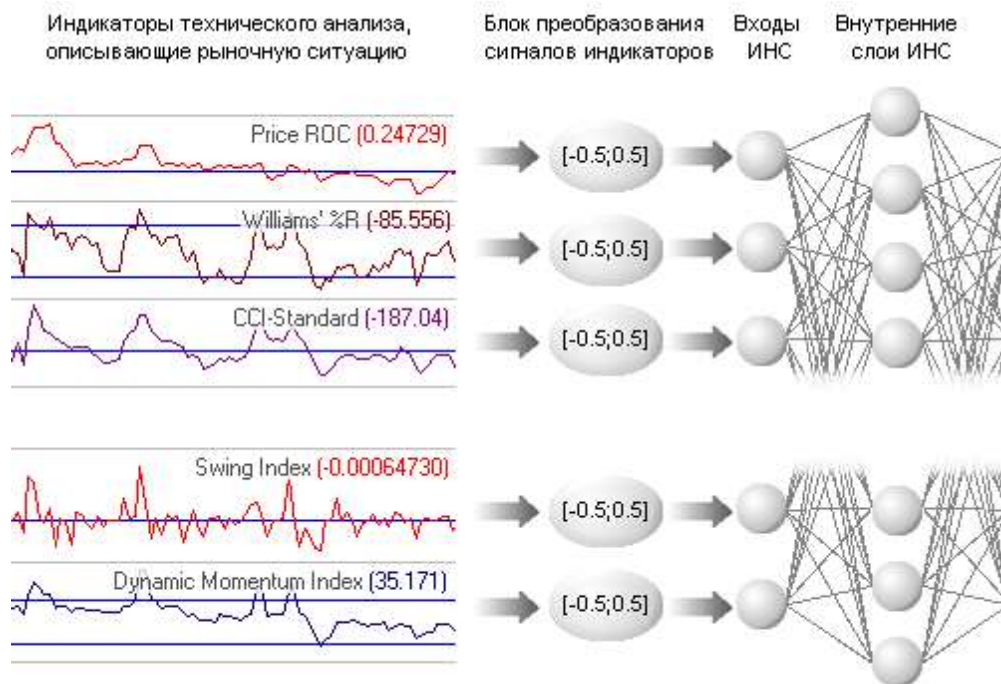 Индикаторы технического анализа,
описывающие рыночную ситуацию
Блок преобразования
сигналов индикаторов
Входы
ИНС
Внутренние
слои ИНС
Price ROC (0.24729)
[-0.5;0.5]
Williams' %R (-85.556)
[-0.5;0.5]
CCI-Standard (-187.04)
[-0.5;0.5]
Swing Index (-0.00064730)
[-0.5;0.5]
Dynamic Momentum Index (35.171)
[-0.5;0.5]